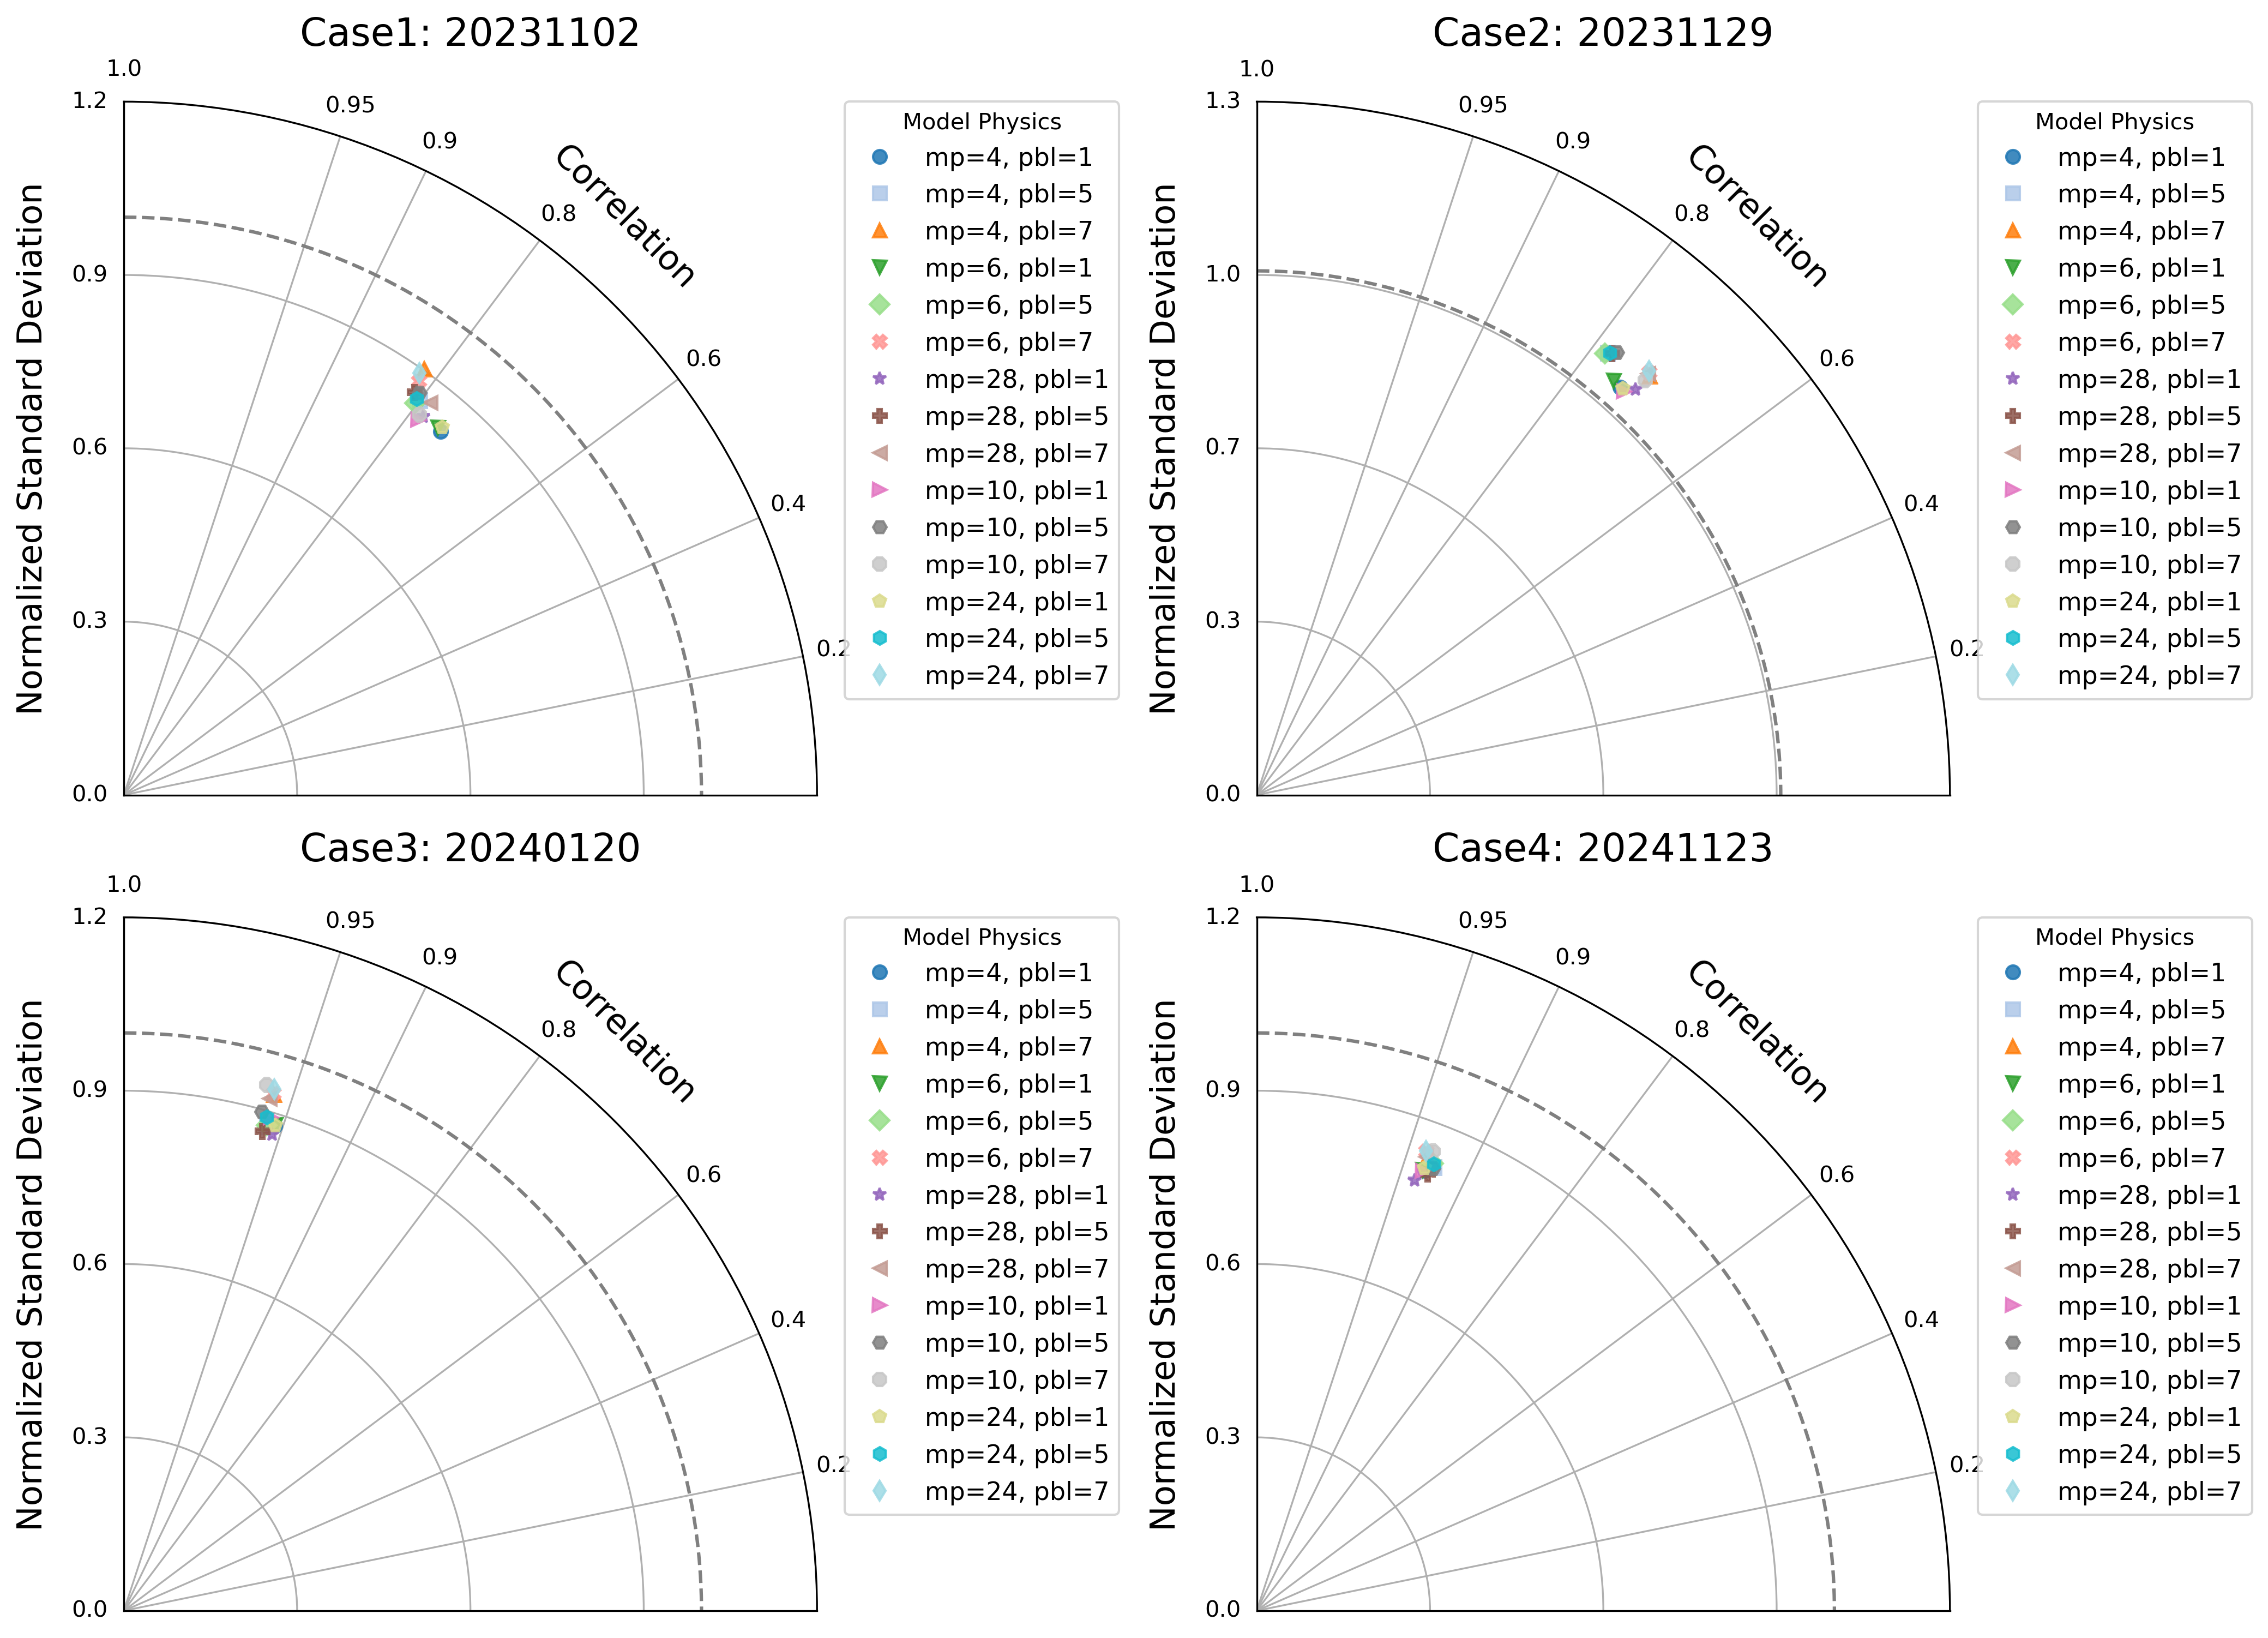 Case1: 20231102
1.0
1.2
0.95
0.9
0.8
0.6
0.4
0.2
Correlation
Normalized Standard Deviation
0.9
0.6
0.3
0.0
Model Physics
mp=4, pbl=1
mp=4, pbl=5
mp=4, pbl=7
mp=6, pbl=1
mp=6, pbl=5
mp=6, pbl=7
mp=28, pbl=1
mp=28, pbl=5
mp=28, pbl=7
mp=10, pbl=1
mp=10, pbl=5
mp=10, pbl=7
mp=24, pbl=1
mp=24, pbl=5
mp=24, pbl=7
Case2: 20231129
1.0
1.3
0.95
0.9
0.8
0.6
0.4
0.2
Correlation
Normalized Standard Deviation
1.0
0.7
0.3
0.0
Model Physics
mp=4, pbl=1
mp=4, pbl=5
mp=4, pbl=7
mp=6, pbl=1
mp=6, pbl=5
mp=6, pbl=7
mp=28, pbl=1
mp=28, pbl=5
mp=28, pbl=7
mp=10, pbl=1
mp=10, pbl=5
mp=10, pbl=7
mp=24, pbl=1
mp=24, pbl=5
mp=24, pbl=7
Case3: 20240120
1.0
1.2
0.95
0.9
0.8
0.6
0.4
0.2
Correlation
Normalized Standard Deviation
0.9
0.6
0.3
0.0
Model Physics
mp=4, pbl=1
mp=4, pbl=5
mp=4, pbl=7
mp=6, pbl=1
mp=6, pbl=5
mp=6, pbl=7
mp=28, pbl=1
mp=28, pbl=5
mp=28, pbl=7
mp=10, pbl=1
mp=10, pbl=5
mp=10, pbl=7
mp=24, pbl=1
mp=24, pbl=5
mp=24, pbl=7
Case4: 20241123
1.0
1.2
0.95
0.9
0.8
0.6
0.4
0.2
Correlation
Normalized Standard Deviation
0.9
0.6
0.3
0.0
Model Physics
mp=4, pbl=1
mp=4, pbl=5
mp=4, pbl=7
mp=6, pbl=1
mp=6, pbl=5
mp=6, pbl=7
mp=28, pbl=1
mp=28, pbl=5
mp=28, pbl=7
mp=10, pbl=1
mp=10, pbl=5
mp=10, pbl=7
mp=24, pbl=1
mp=24, pbl=5
mp=24, pbl=7